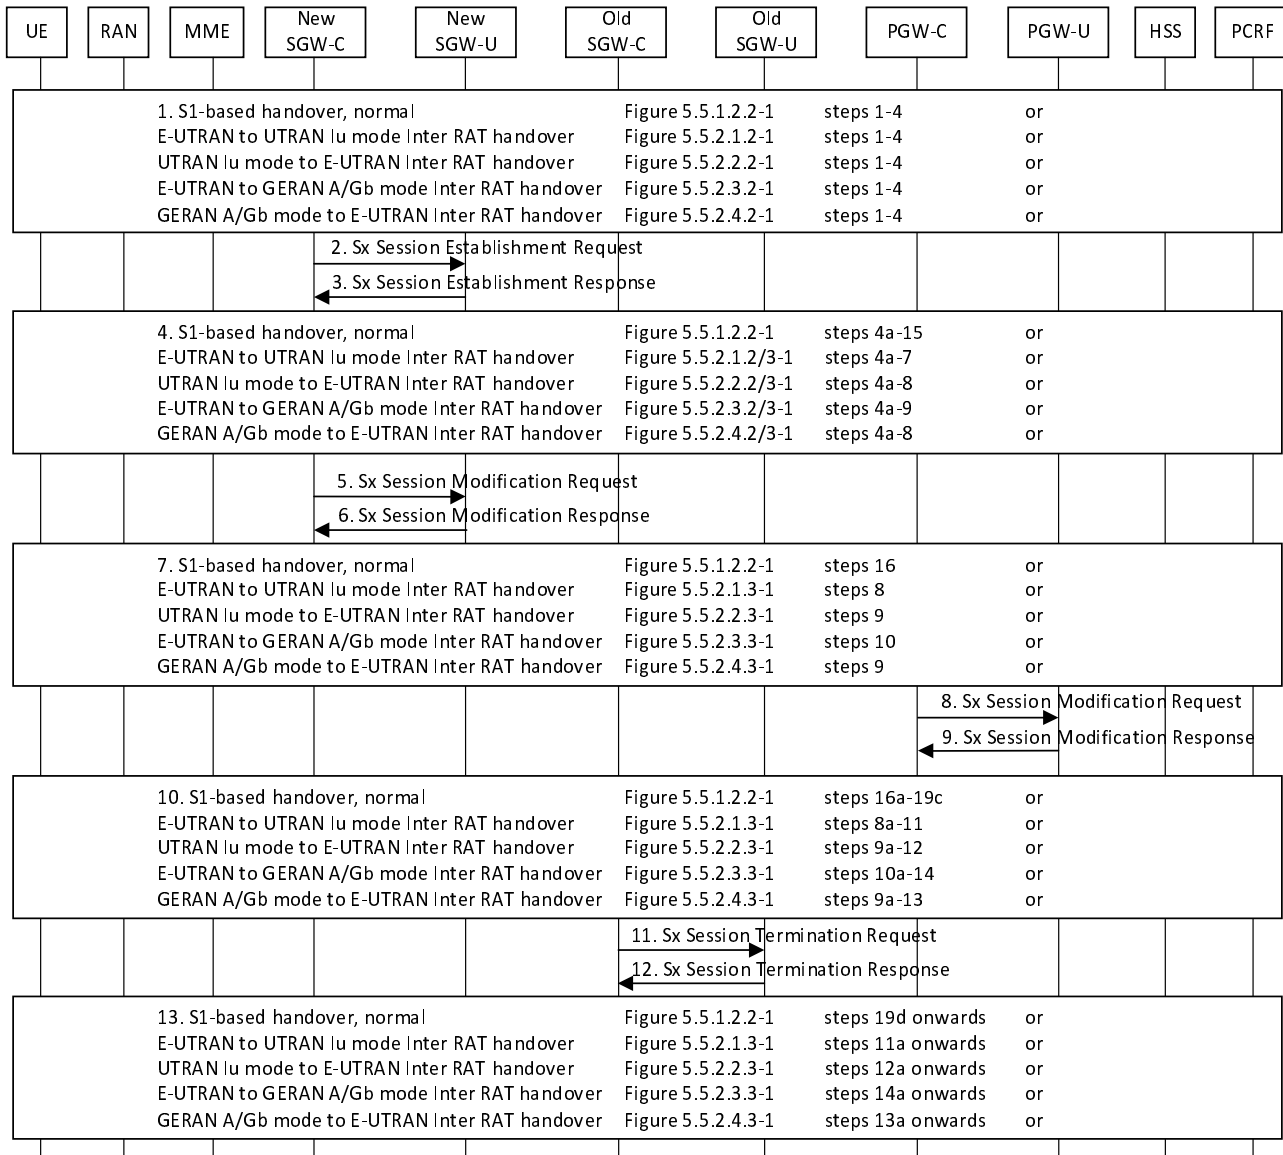 UE RAN MME New SGW-C New SGW-U Old SGW-C Old SGW-U PGW-C PGW-U HSS PCRF
1. S1-based handover, normal Figure 5.5.1.2.2-1 steps 1-4 or
E-UTRAN to UTRAN Iu mode Inter RAT handover Figure 5.5.2.1.2-1 steps 1-4 or
UTRAN Iu mode to E-UTRAN Inter RAT handover Figure 5.5.2.2.2-1 steps 1-4 or
E-UTRAN to GERAN A/Gb mode Inter RAT handover Figure 5.5.2.3.2-1 steps 1-4 or
GERAN A/Gb mode to E-UTRAN Inter RAT handover Figure 5.5.2.4.2-1 steps 1-4 or
2. Sx Session Establishment Request
3. Sx Session Establishment Response
4. S1-based handover, normal Figure 5.5.1.2.2-1 steps 4a-15 or
E-UTRAN to UTRAN Iu mode Inter RAT handover Figure 5.5.2.1.2/3-1 steps 4a-7 or
UTRAN Iu mode to E-UTRAN Inter RAT handover Figure 5.5.2.2.2/3-1 steps 4a-8 or
E-UTRAN to GERAN A/Gb mode Inter RAT handover Figure 5.5.2.3.2/3-1 steps 4a-9 or
GERAN A/Gb mode to E-UTRAN Inter RAT handover Figure 5.5.2.4.2/3-1 steps 4a-8 or
5. Sx Session Modification Request
6. Sx Session Modification Response
7. S1-based handover, normal Figure 5.5.1.2.2-1 steps 16 or
E-UTRAN to UTRAN Iu mode Inter RAT handover Figure 5.5.2.1.3-1 steps 8 or
UTRAN Iu mode to E-UTRAN Inter RAT handover Figure 5.5.2.2.3-1 steps 9 or
E-UTRAN to GERAN A/Gb mode Inter RAT handover Figure 5.5.2.3.3-1 steps 10 or
GERAN A/Gb mode to E-UTRAN Inter RAT handover Figure 5.5.2.4.3-1 steps 9 or
8. Sx Session Modification Request
9. Sx Session Modification Response
10. S1-based handover, normal Figure 5.5.1.2.2-1 steps 16a-19c or
E-UTRAN to UTRAN Iu mode Inter RAT handover Figure 5.5.2.1.3-1 steps 8a-11 or
UTRAN Iu mode to E-UTRAN Inter RAT handover Figure 5.5.2.2.3-1 steps 9a-12 or
E-UTRAN to GERAN A/Gb mode Inter RAT handover Figure 5.5.2.3.3-1 steps 10a-14 or
GERAN A/Gb mode to E-UTRAN Inter RAT handover Figure 5.5.2.4.3-1 steps 9a-13 or
11. Sx Session Termination Request
12. Sx Session Termination Response
13. S1-based handover, normal Figure 5.5.1.2.2-1 steps 19d onwards or
E-UTRAN to UTRAN Iu mode Inter RAT handover Figure 5.5.2.1.3-1 steps 11a onwards or
UTRAN Iu mode to E-UTRAN Inter RAT handover Figure 5.5.2.2.3-1 steps 12a onwards or
E-UTRAN to GERAN A/Gb mode Inter RAT handover Figure 5.5.2.3.3-1 steps 14a onwards or
GERAN A/Gb mode to E-UTRAN Inter RAT handover Figure 5.5.2.4.3-1 steps 13a onwards or